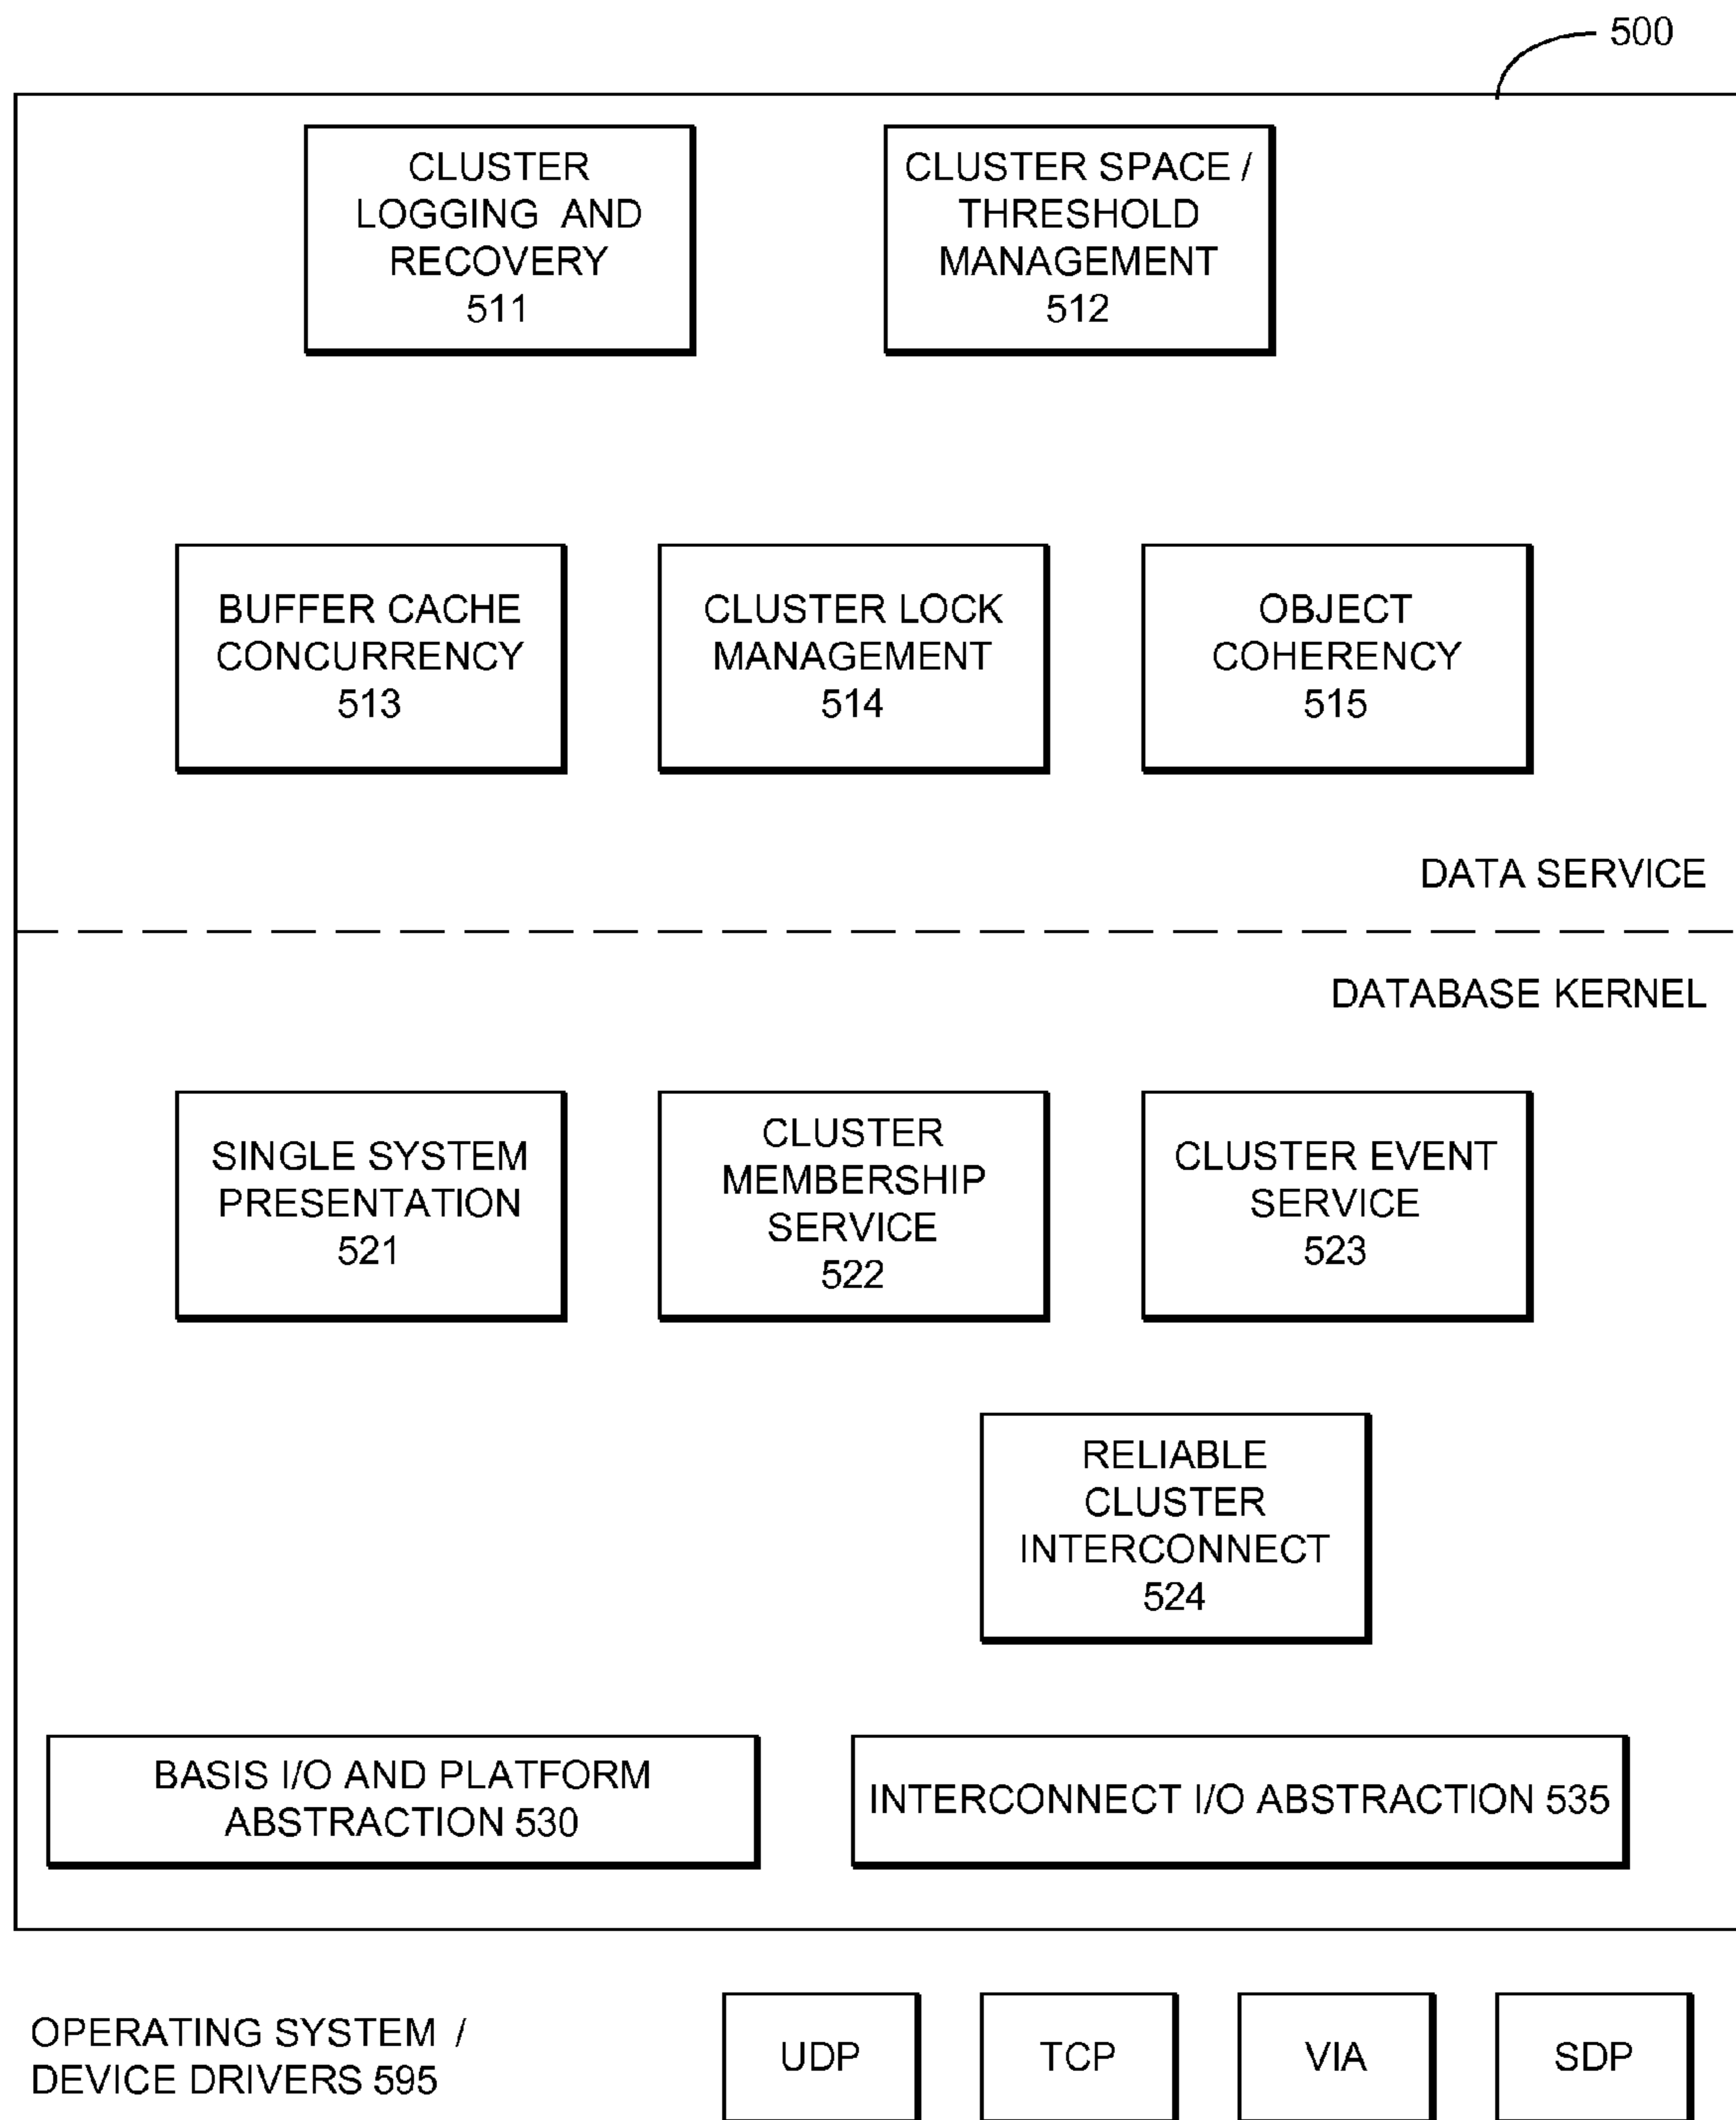 500
CLUSTER
LOGGING AND
RECOVERY
511
CLUSTER SPACE /
THRESHOLD
MANAGEMENT
512
BUFFER CACHE
CONCURRENCY
513
CLUSTER LOCK
MANAGEMENT
514
OBJECT
COHERENCY
515
DATA SERVICE
DATABASE KERNEL
SINGLE SYSTEM
PRESENTATION
521
CLUSTER
MEMBERSHIP
SERVICE
522
CLUSTER EVENT
SERVICE
523
RELIABLE
CLUSTER
INTERCONNECT
524
BASIS I/O AND PLATFORM
ABSTRACTION 530
INTERCONNECT I/O ABSTRACTION 535
OPERATING SYSTEM /
DEVICE DRIVERS 595
UDP
TCP
VIA
SDP